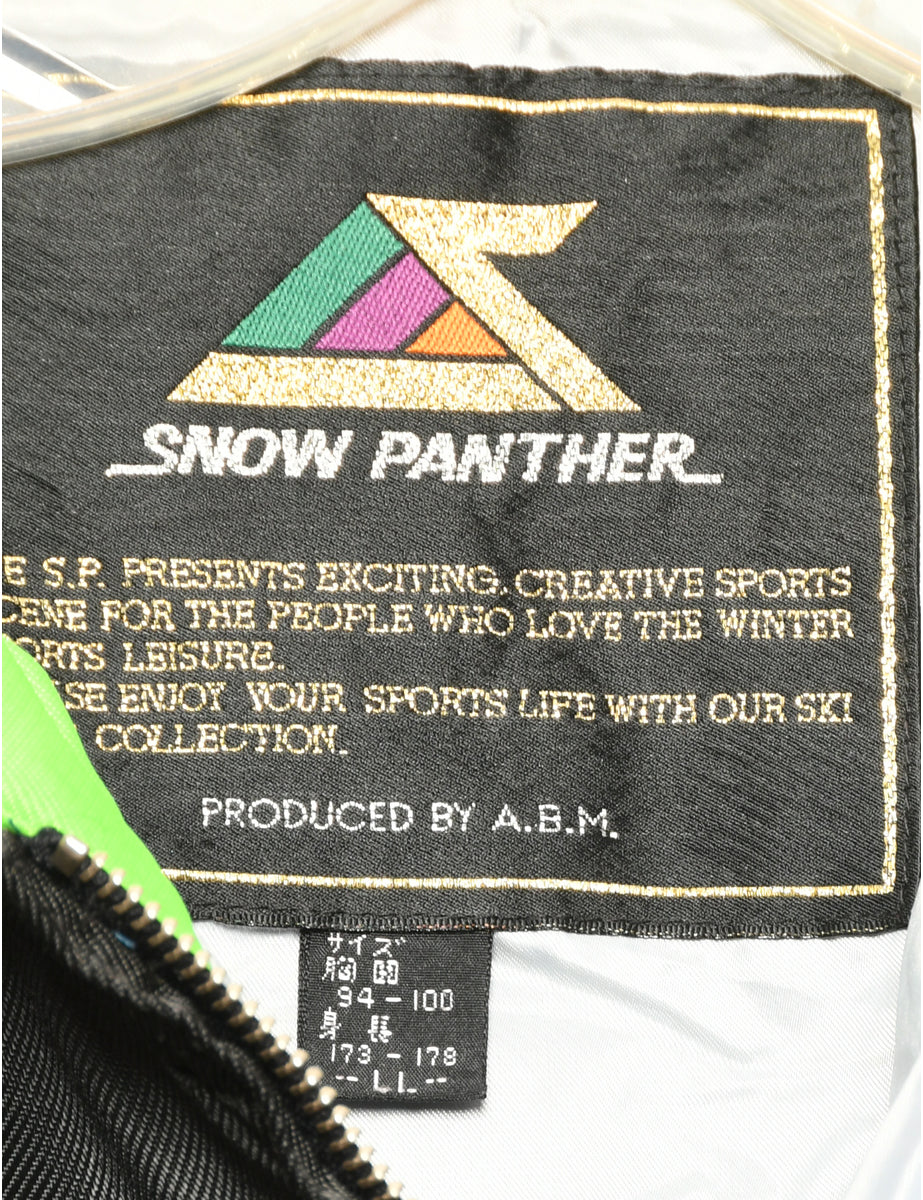 SNOW PANTHER
E S.P. PRESENTS EXCITING, CREATIVE SPORTS
ENE FOR THE PEOPLE WHO LOVE THE WINTER
ORTS LEISURE.
SE ENJOY YOUR SPORTS LIFE WITH OUR SKI
COLLECTION.
PRODUCED BY A.B.M.
サイズ
胸囲
94-100
身長
173-178
--LL--